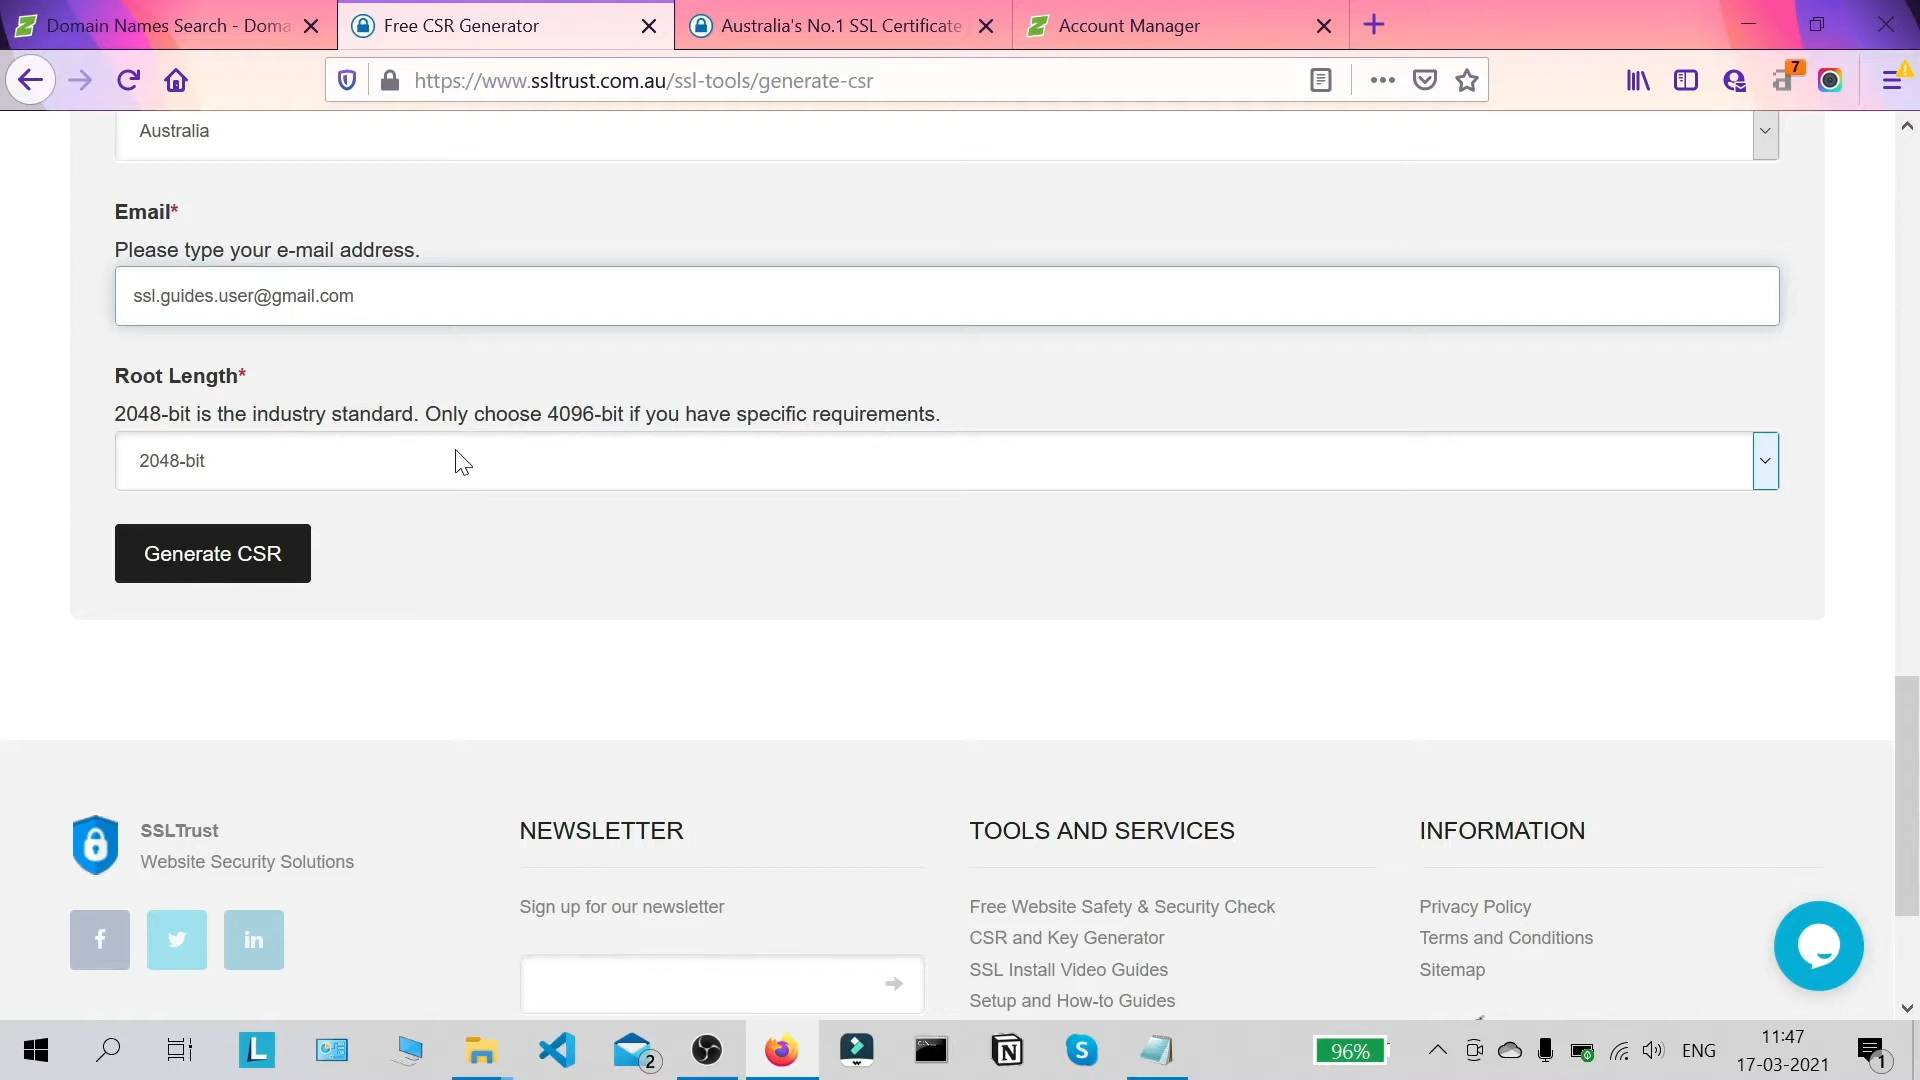 Domain Names Search - Doma
Free CSR Generator
Australia's No.1 SSL Certificate
Account Manager
https://www.ssltrust.com.au/ssl-tools/generate-csr
7
Australia
Email*
Please type your e-mail address.
ssl.guides.user@gmail.com
Root Length*
2048-bit is the industry standard. Only choose 4096-bit if you have specific requirements.
2048-bit
Generate CSR
SSLTrust
Website Security Solutions
NEWSLETTER
Sign up for our newsletter
TOOLS AND SERVICES
Free Website Safety & Security Check
CSR and Key Generator
SSL Install Video Guides
Setup and How-to Guides
INFORMATION
Privacy Policy
Terms and Conditions
Sitemap
2
96%
ENG
11:47
17-03-2021
1